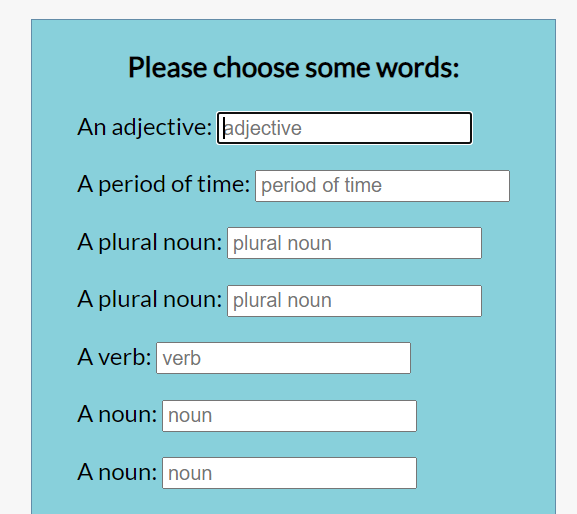 Please choose some words:
An adjective: adjective
A period of time: period of time
A plural noun: plural noun
A plural noun: plural noun
A verb: verb
A noun: noun
A noun: noun